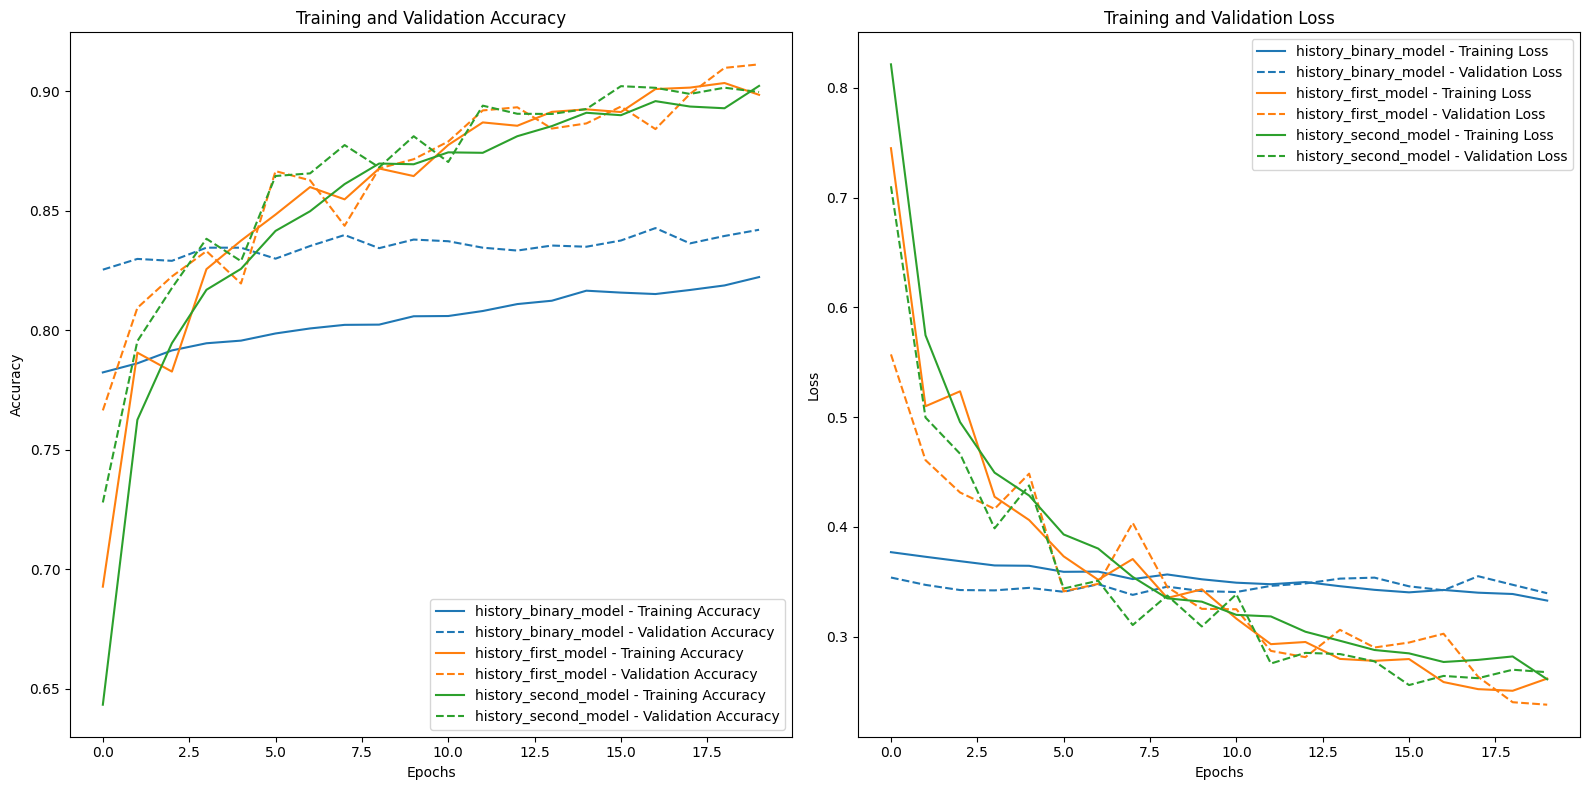 Training and Validation Accuracy
0.90
0.85
0.80
0.75
0.70
0.65
Accuracy
0.0 2.5 5.0 7.5 10.0 12.5 15.0 17.5
Epochs
history_binary_model - Training Accuracy
history_binary_model - Validation Accuracy
history_first_model - Training Accuracy
history_first_model - Validation Accuracy
history_second_model - Training Accuracy
history_second_model - Validation Accuracy
Training and Validation Loss
0.8
0.7
0.6
0.5
0.4
0.3
Loss
0.0 2.5 5.0 7.5 10.0 12.5 15.0 17.5
Epochs
history_binary_model - Training Loss
history_binary_model - Validation Loss
history_first_model - Training Loss
history_first_model - Validation Loss
history_second_model - Training Loss
history_second_model - Validation Loss